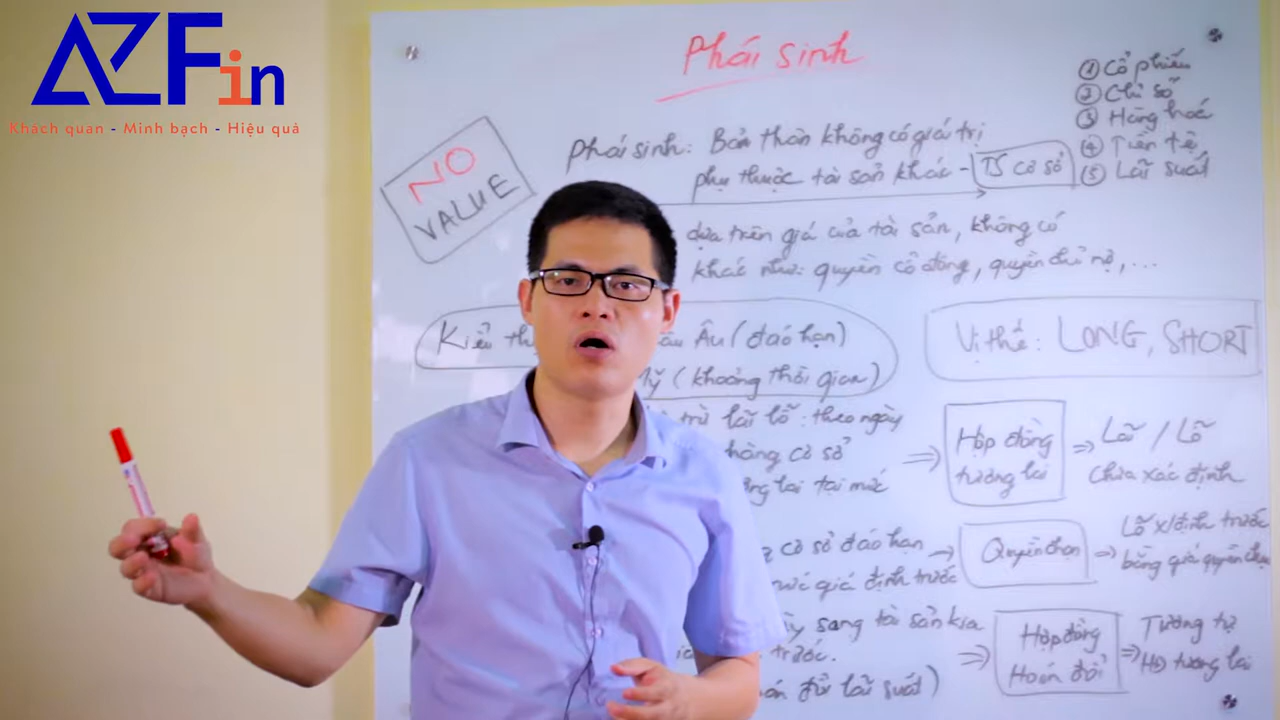 AZFin
Khách quan - Minh bạch - Hiệu quả
Phái sinh
① Cổ phiếu
② Chỉ số
③ Hàng hoá
④ Tiền tệ
⑤ Lãi suất
NO
VALUE
Phái sinh: Bản thân không có giá trị
phụ thuộc tài sản khác - TS cơ sở
dựa trên giá của tài sản, không có
khác như: quyền cổ đông, quyền chủ nợ,...
Kiểu th
Âu (đáo hạn)
Mỹ (khoảng thời gian)
Vị thế: LONG, SHORT
trừ lãi lỗ: theo ngày
hàng cơ sở
lai tại mức
⇒ Hợp đồng
tương lai
⇒ Lãi / Lỗ
chưa xác định
cơ sở đáo hạn
mức giá định trước
→ Quyền chọn
⇒ Lỗ x/định trước
bằng giá quyền chọn
sang tài sản kia
trước.
đổi lãi suất)
⇒ Hợp đồng
Hoán đổi
⇒ Tương tự
HĐ tương lai